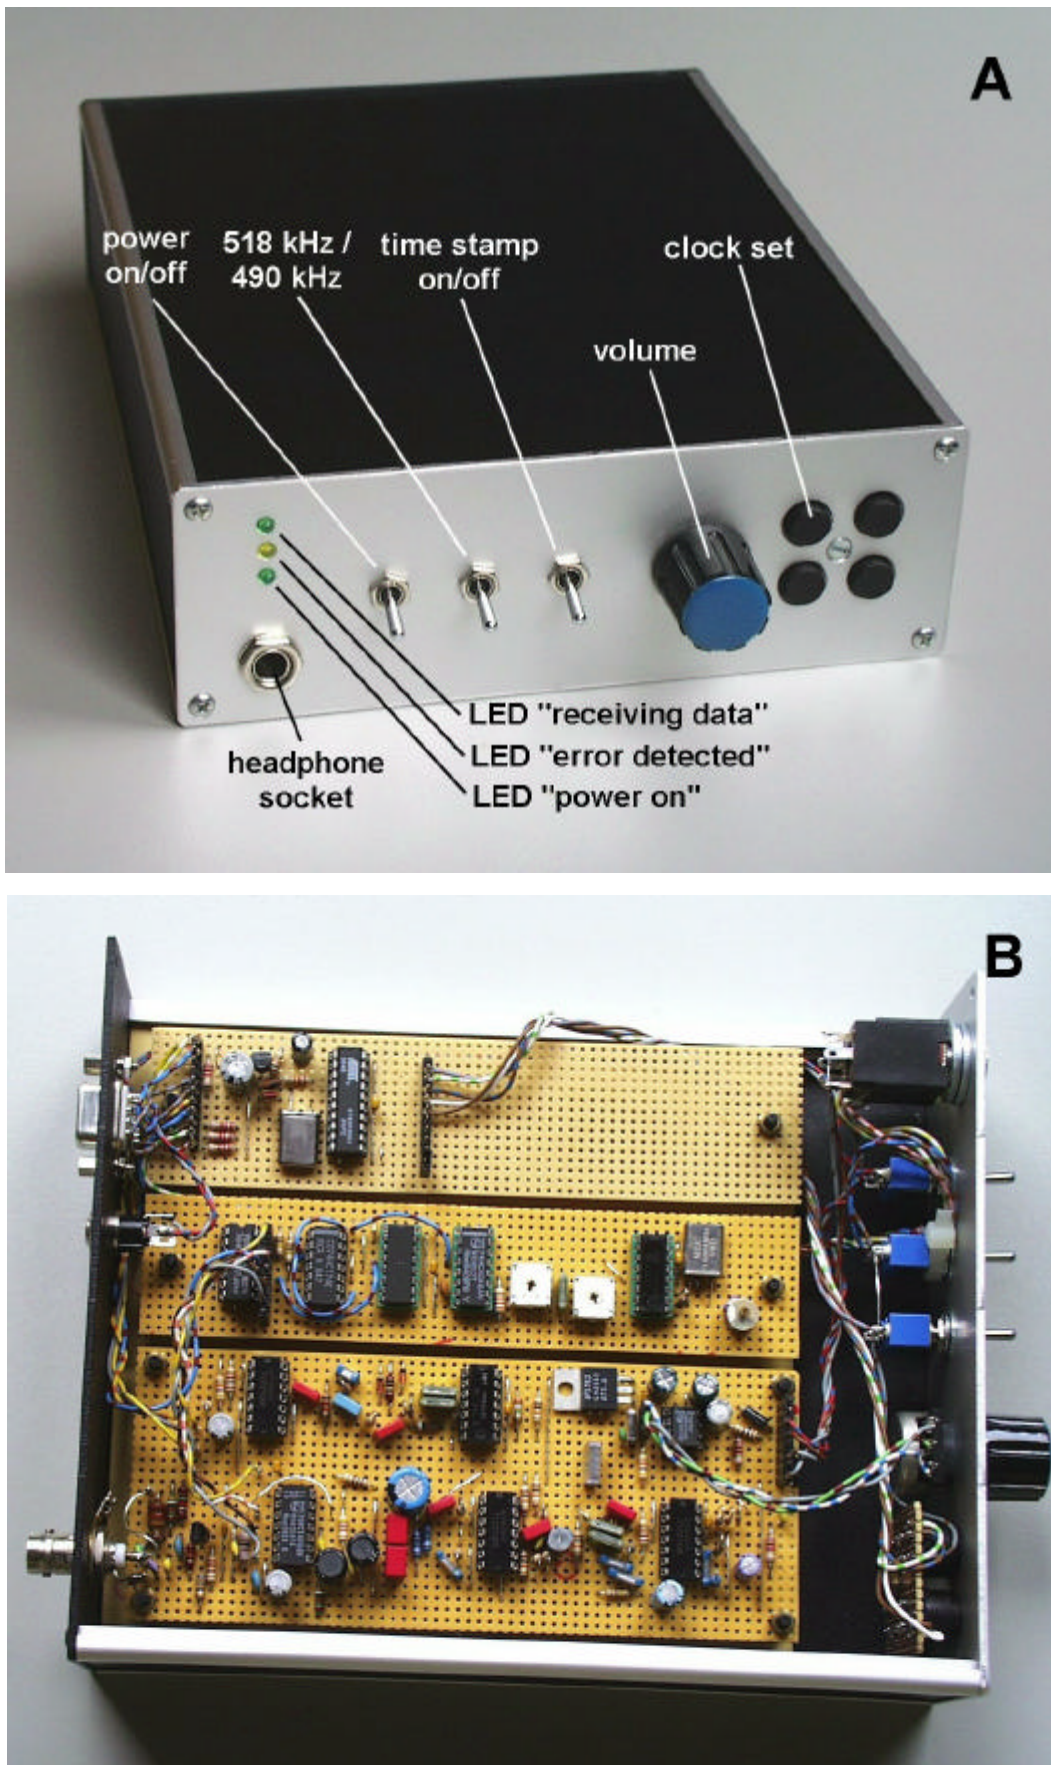 A
power
on/off
518 kHz /
490 kHz
time stamp
on/off
clock set
volume
LED "receiving data"
LED "error detected"
LED "power on"
headphone
socket
B